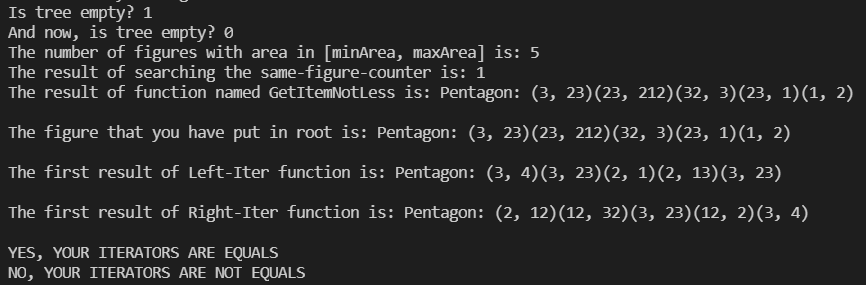 Is tree empty? 1
And now, is tree empty? 0
The number of figures with area in [minArea, maxArea] is: 5
The result of searching the same-figure-counter is: 1
The result of function named GetItemNotLess is: Pentagon: (3, 23)(23, 212)(32, 3)(23, 1)(1, 2)
The figure that you have put in root is: Pentagon: (3, 23)(23, 212)(32, 3)(23, 1)(1, 2)
The first result of Left-Iter function is: Pentagon: (3, 4)(3, 23)(2, 1)(2, 13)(3, 23)
The first result of Right-Iter function is: Pentagon: (2, 12)(12, 32)(3, 23)(12, 2)(3, 4)
YES, YOUR ITERATORS ARE EQUALS
NO, YOUR ITERATORS ARE NOT EQUALS